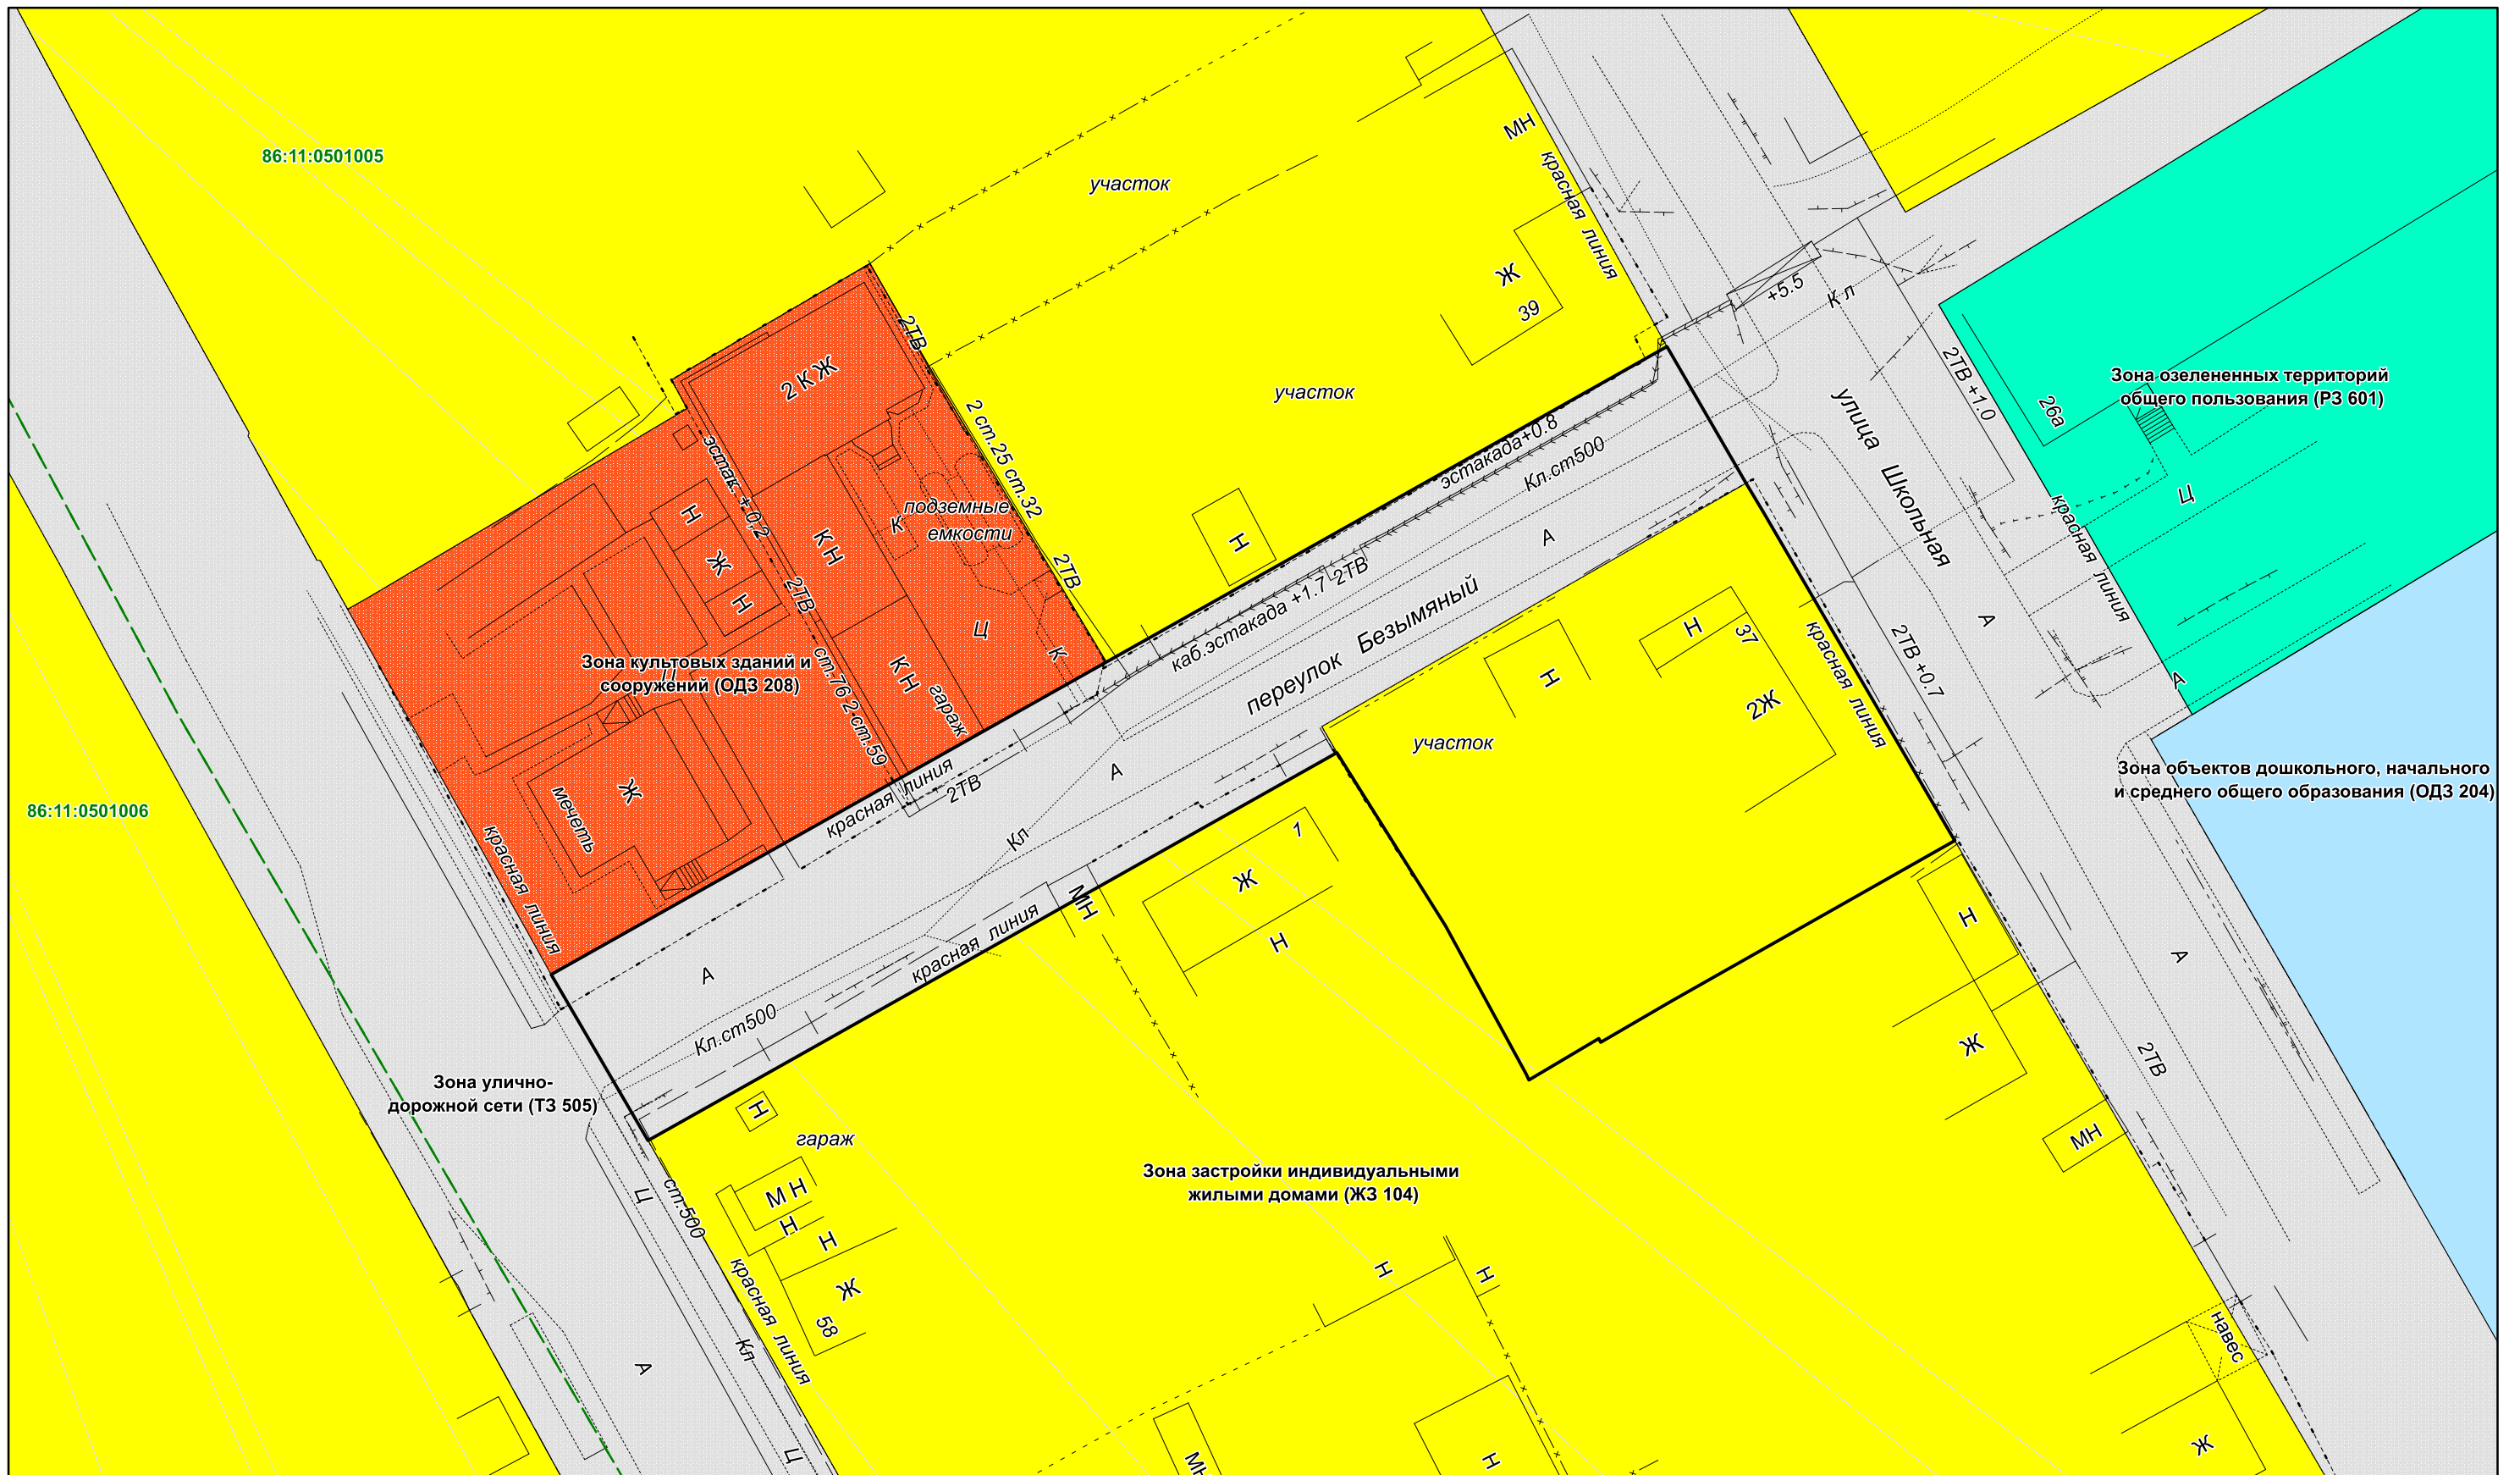 МН
86:11:0501005
красная линия
участок
Ж
39
+5.5
Кл
2ТВ
2 К Ж
2ТВ +1.0
Зона озелененных территорий
общего пользования (РЗ 601)
участок
26а
улица Школьная
2 ст.25 ст.32
эстакада+0.8
Кл.ст500
эстак. + 0,2
Н
К
подземные
емкости
Ц
красная линия
К Н
Н
А
Ж
2ТВ
2ТВ
Н
каб.эстакада +1.7
2ТВ ст.76 2 ст.59
Ц
К
переулок Безымяный
Н
Н
37
А
2ТВ +0.7
красная линия
Зона культовых зданий и
сооружений (ОДЗ 208)
Ц
К Н
гараж
А
2Ж
участок
Зона объектов дошкольного, начального
и среднего общего образования (ОДЗ 204)
86:11:0501006
Ж
мечеть
красная линия
2ТВ
А
Кл
1
Ж
красная линия
МН
красная линия
Н
Н
А
А
Кл.ст500
Ж
2ТВ
Зона улично-
дорожной сети (ТЗ 505)
Н
гараж
МН
Зона застройки индивидуальными
жилыми домами (ЖЗ 104)
Ц
ст.500
М Н
Н
Н
Н
Н
Ж
58
красная линия
Кл
А
навес
Ц
МН
Н
Ж